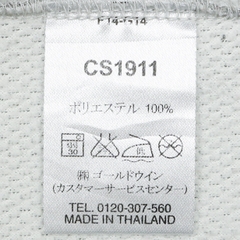 CS1911
ポリエステル 100%
30
㈱ ゴールドウイン
(カスタマーサービスセンター)
TEL. 0120-307-560
MADE IN THAILAND